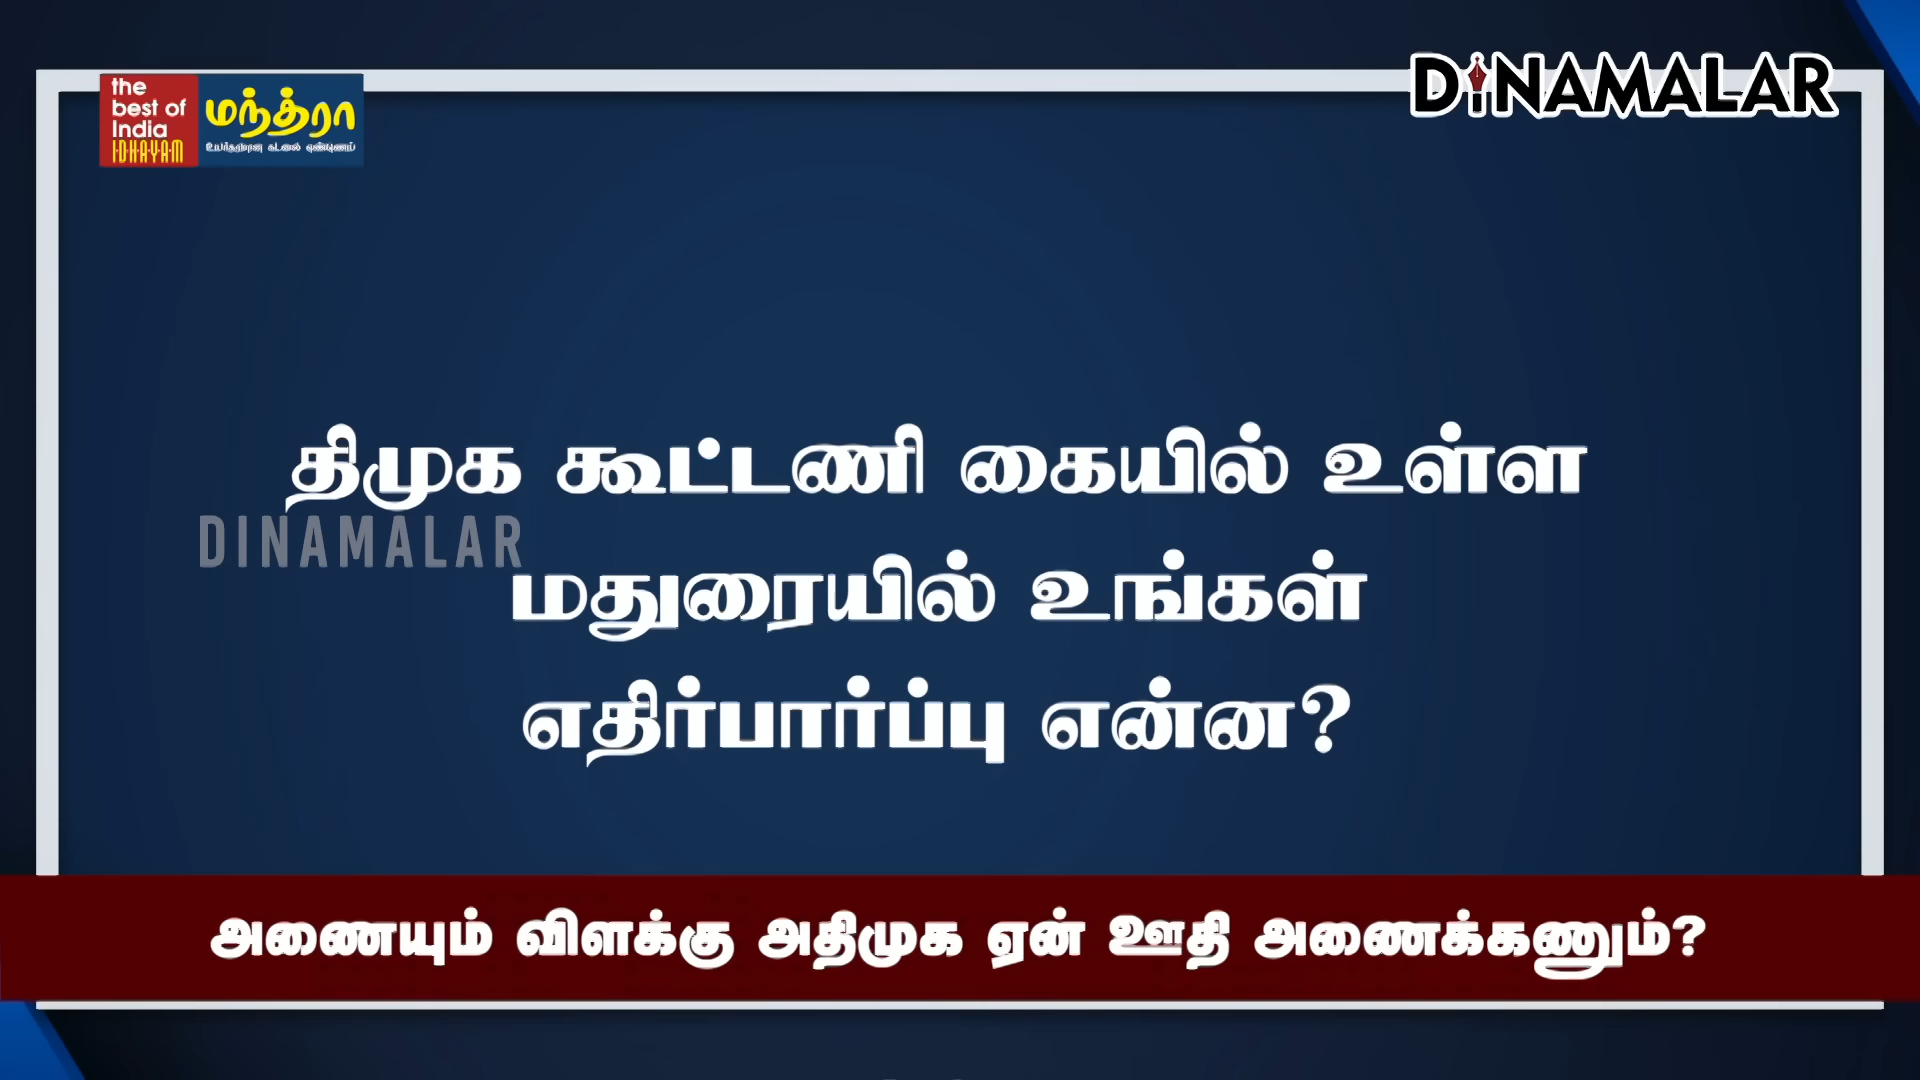 the
best of
India
IDHAYAM
மந்த்ரா
DINAMALAR
திமுக கூட்டணி கையில் உள்ள
DINAMALAR
மதுரையில் உங்கள்
எதிர்பார்ப்பு என்ன?
அணையும் விளக்கு அதிமுக ஏன் ஊதி அணைக்கணும்?